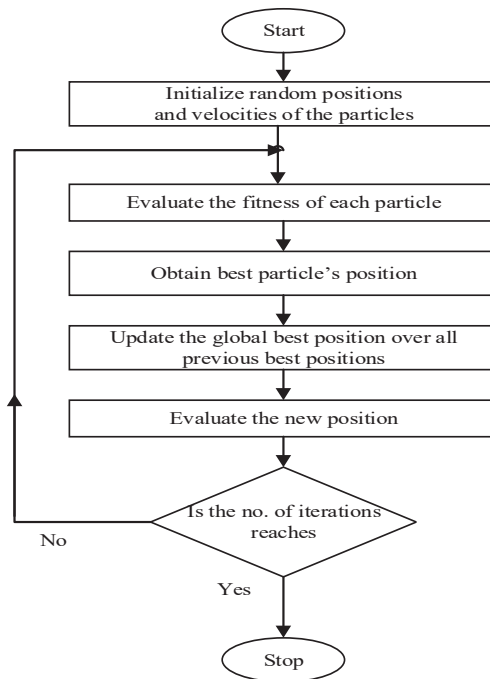 Start
Initialize random positions
and velocities of the particles
Evaluate the fitness of each particle
Obtain best particle's position
Update the global best position over all
previous best positions
Evaluate the new position
Is the no. of iterations
reaches
No
Yes
Stop